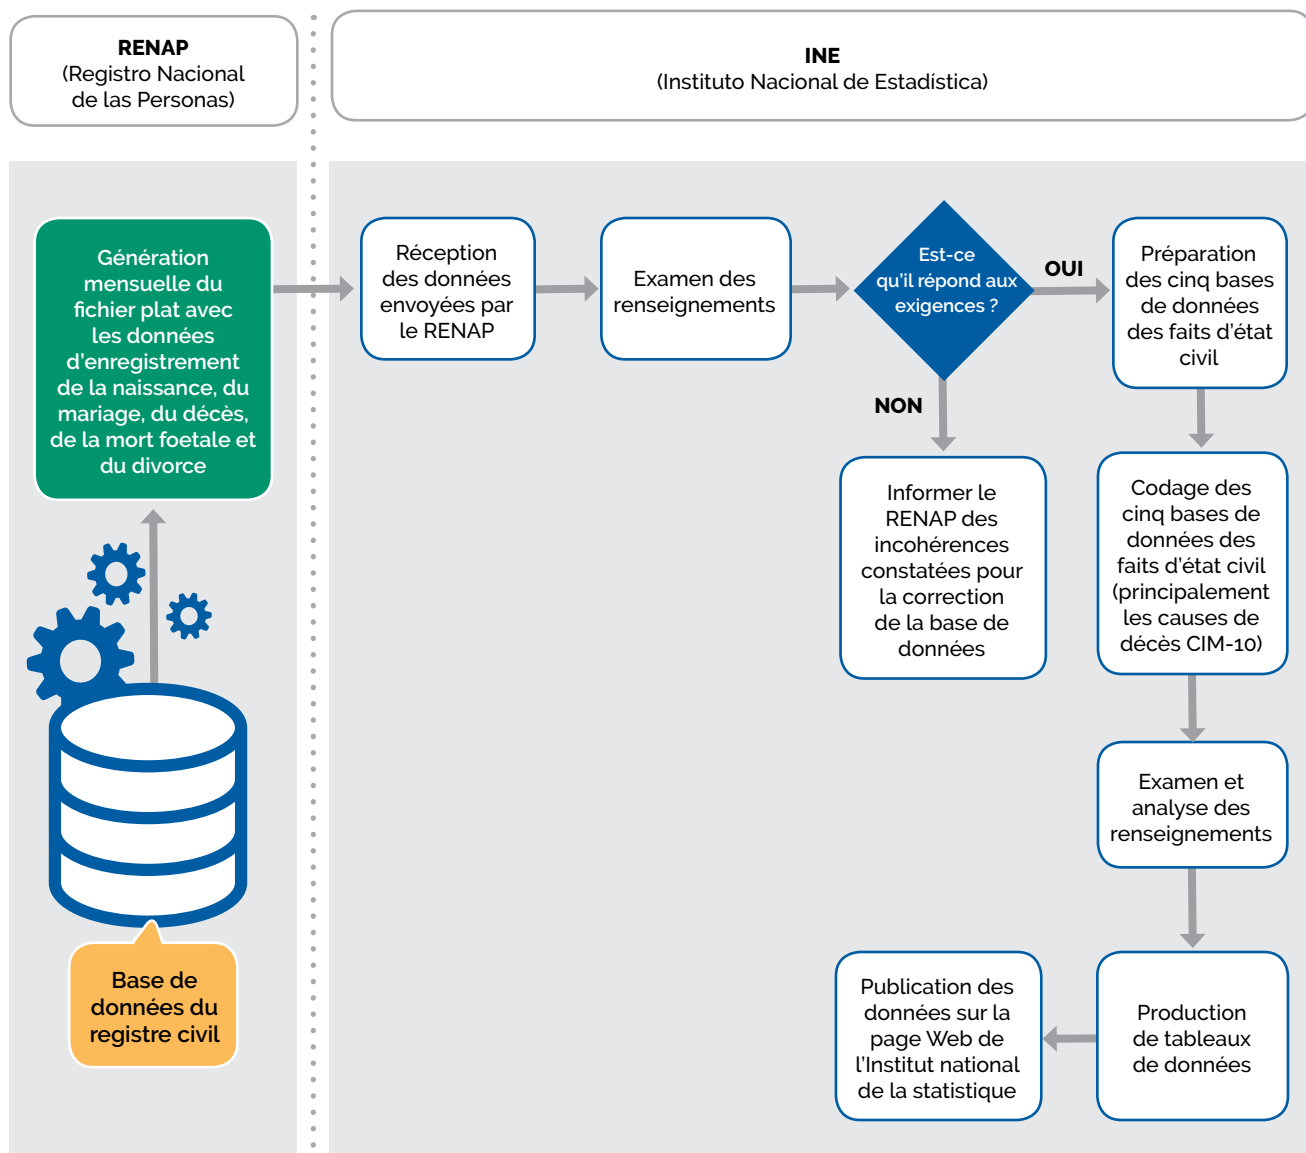 RENAP
(Registro Nacional
de las Personas)
INE
(Instituto Nacional de Estadística)
Génération
mensuelle du
fichier plat avec
les données
d'enregistrement
de la naissance, du
mariage, du décès,
de la mort foetale et
du divorce
Base de
données du
registre civil
Réception
des données
envoyées par
le RENAP
Examen des
renseignements
Est-ce
qu'il répond aux
exigences ?
OUI
NON
Informer le
RENAP des
incohérences
constatées pour
la correction
de la base de
données
Préparation
des cinq bases
de données
des faits d'état
civil
Codage des
cinq bases de
données des
faits d'état civil
(principalement
les causes de
décès CIM-10)
Examen et
analyse des
renseignements
Production
de tableaux
de données
Publication des
données sur la
page Web de
l'Institut national
de la statistique